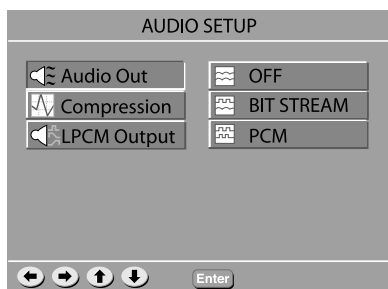 AUDIO SETUP
Audio Out
Compression
LPCM Output
OFF
BIT STREAM
PCM
Enter